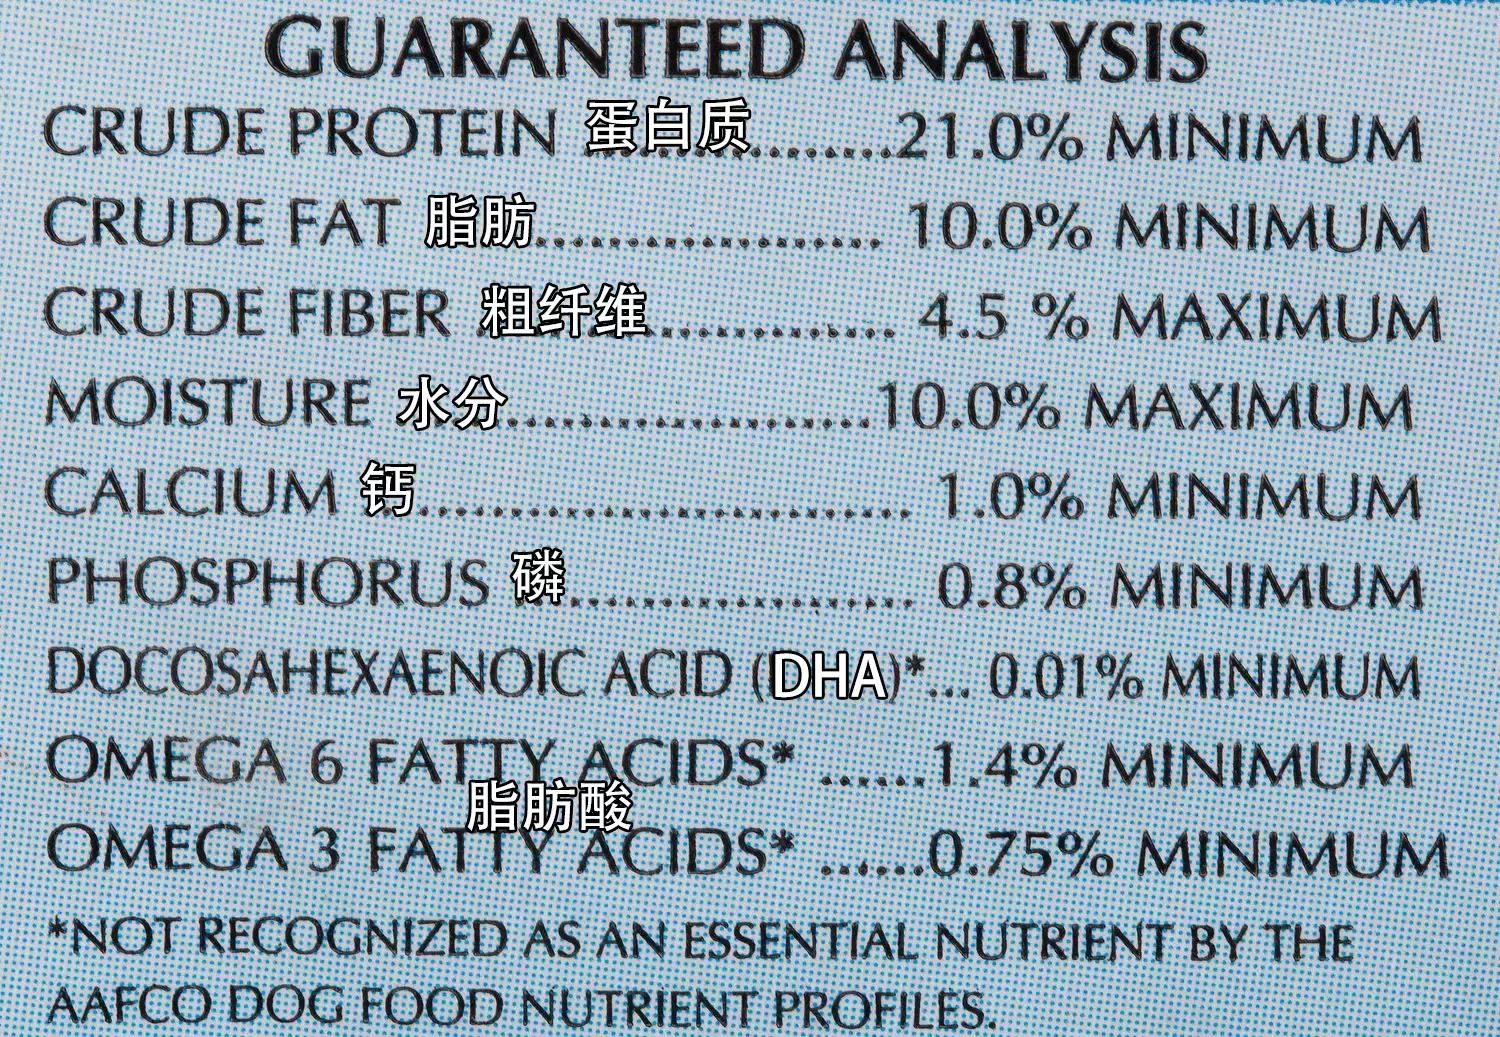 GUARANTEED ANALYSIS
CRUDE PROTEIN 蛋白质........21.0% MINIMUM
CRUDE FAT 脂肪.................... 10.0% MINIMUM
CRUDE FIBER 粗纤维.............. 4.5 % MAXIMUM
MOISTURE 水分.....................10.0% MAXIMUM
CALCIUM 钙............................ 1.0% MINIMUM
PHOSPHORUS 磷.................... 0.8% MINIMUM
DOCOSAHEXAENOIC ACID (DHA)*... 0.01% MINIMUM
OMEGA 6 FATTY ACIDS* ......1.4% MINIMUM
脂肪酸
OMEGA 3 FATTY ACIDS* ......0.75% MINIMUM
*NOT RECOGNIZED AS AN ESSENTIAL NUTRIENT BY THE
AAFCO DOG FOOD NUTRIENT PROFILES.